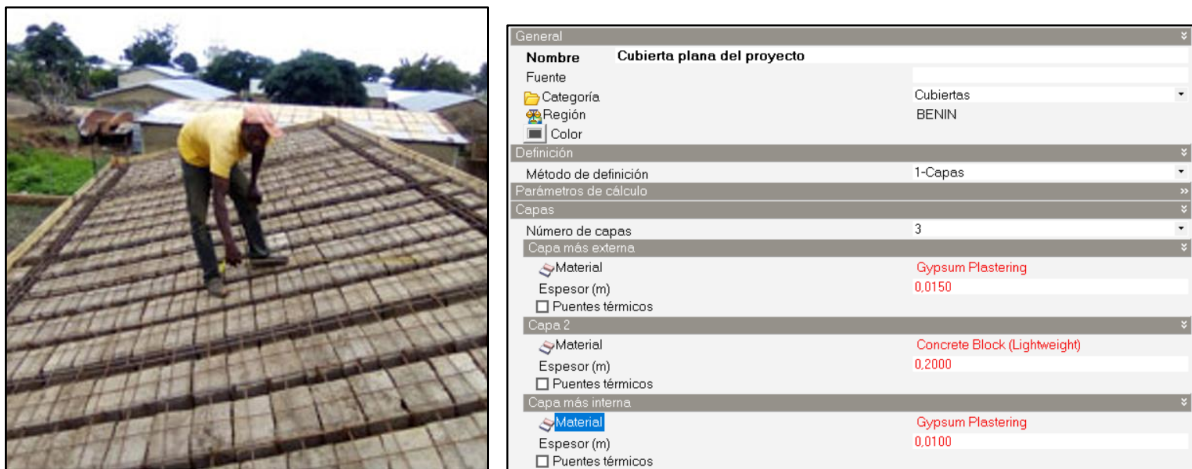 General
Nombre Cubierta plana del proyecto
Fuente
Categoría Cubiertas
Región BENIN
Color
Definición
Método de definición 1-Capas
Parámetros de cálculo
Capas
Número de capas 3
Capa más externa
Material Gypsum Plastering
Espesor (m) 0,0150
Puentes térmicos
Capa 2
Material Concrete Block (Lightweight)
Espesor (m) 0,2000
Puentes térmicos
Capa más interna
Material Gypsum Plastering
Espesor (m) 0,0100
Puentes térmicos